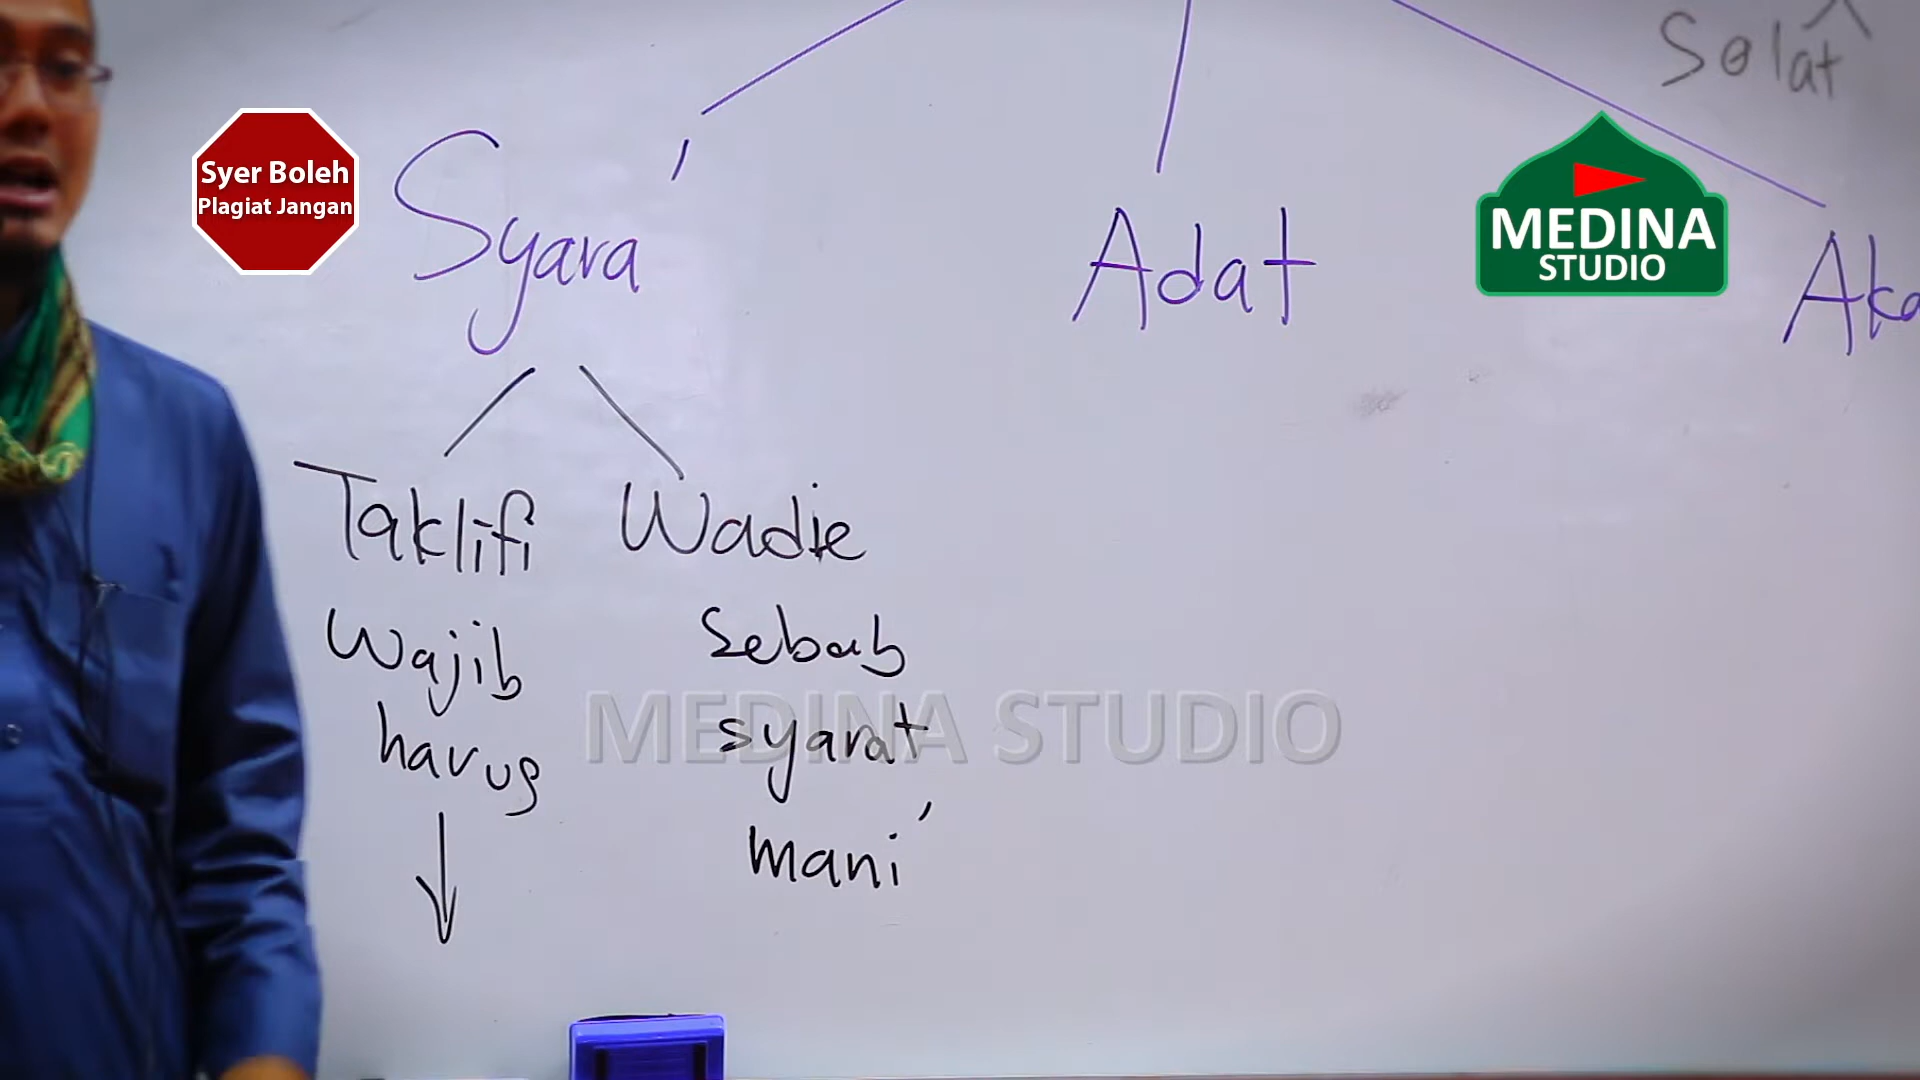 Solat
Syer Boleh
Plagiat Jangan
Syara'
Adat
MEDINA
STUDIO
Taklifi Wadie
Wajib
harus
sebab
syarat
mani'
MEDINA STUDIO